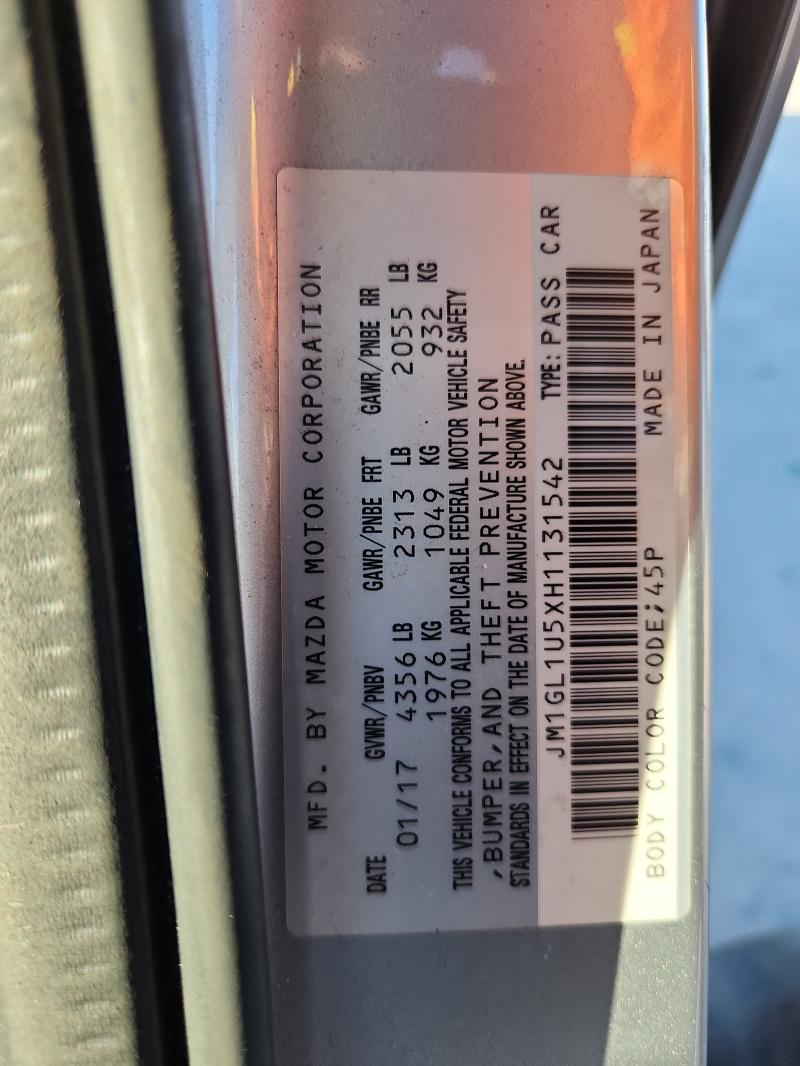 MFD. BY MAZDA MOTOR CORPORATION
DATE GVWR/PNBV GAWR/PNBE FRT GAWR/PNBE RR
01/17 4356 LB 2313 LB 2055 LB
1976 KG 1049 KG 932 KG
THIS VEHICLE CONFORMS TO ALL APPLICABLE FEDERAL MOTOR VEHICLE SAFETY
,BUMPER,AND THEFT PREVENTION
STANDARDS IN EFFECT ON THE DATE OF MANUFACTURE SHOWN ABOVE.
JM1GL1U5XH1131542 TYPE: PASS CAR
BODY COLOR CODE;45P MADE IN JAPAN